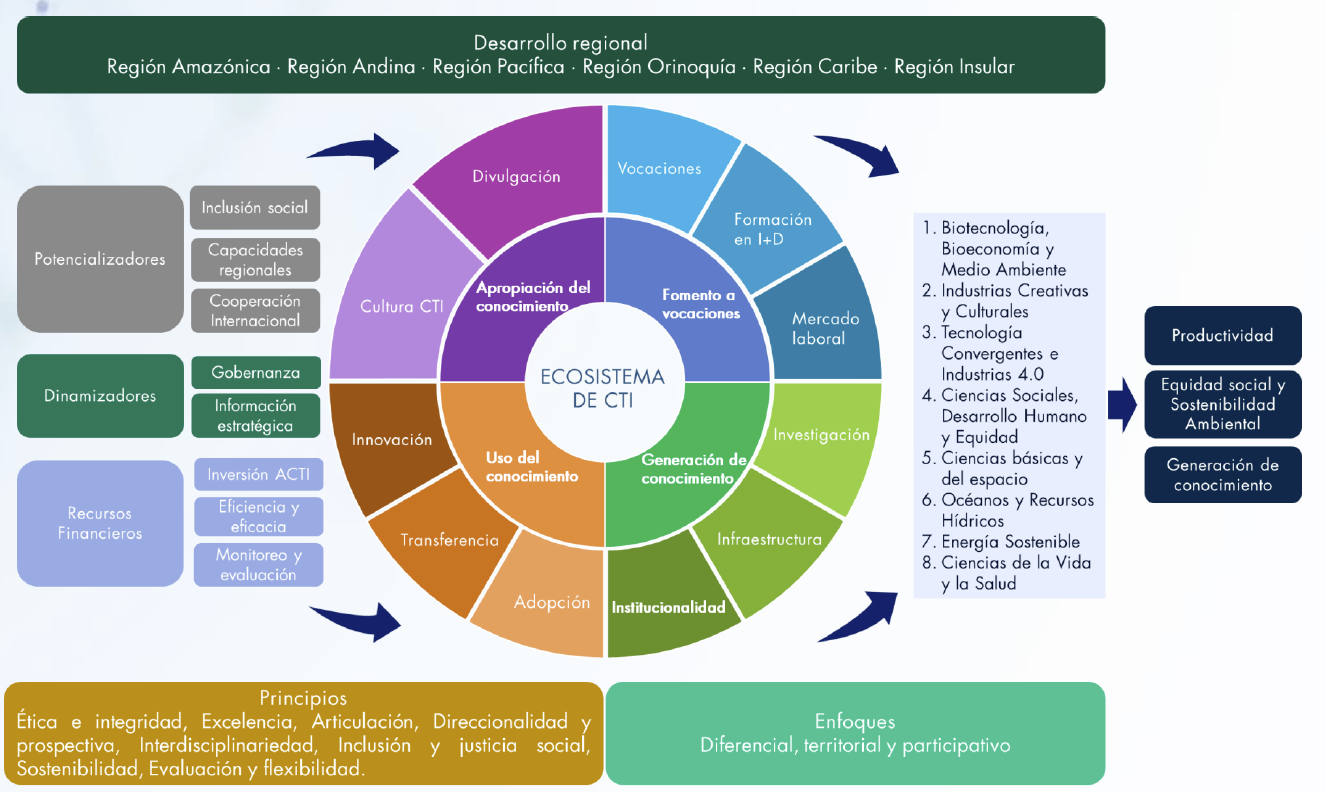 Desarrollo regional
Región Amazónica · Región Andina · Región Pacífica · Región Orinoquía · Región Caribe · Región Insular
Potencializadores
Inclusión social
Capacidades
regionales
Cooperación
Internacional
Dinamizadores
Gobernanza
Información
estratégica
Recursos
Financieros
Inversión ACTI
Eficiencia y
eficacia
Monitoreo y
evaluación
Divulgación
Vocaciones
Formación
en I+D
Mercado
laboral
Cultura CTI
Apropiación del
conocimiento
Fomento a
vocaciones
ECOSISTEMA
DE CTI
Innovación
Transferencia
Adopción
Uso del
conocimiento
Generación de
conocimiento
Investigación
Infraestructura
Institucionalidad
1. Biotecnología,
Bioeconomía y
Medio Ambiente
2. Industrias Creativas
y Culturales
3. Tecnología
Convergentes e
Industrias 4.0
4. Ciencias Sociales,
Desarrollo Humano
y Equidad
5. Ciencias básicas y
del espacio
6. Océanos y Recursos
Hídricos
7. Energía Sostenible
8. Ciencias de la Vida
y la Salud
Productividad
Equidad social y
Sostenibilidad
Ambiental
Generación de
conocimiento
Principios
Ética e integridad, Excelencia, Articulación, Direccionalidad y
prospectiva, Interdisciplinariedad, Inclusión y justicia social,
Sostenibilidad, Evaluación y flexibilidad.
Enfoques
Diferencial, territorial y participativo